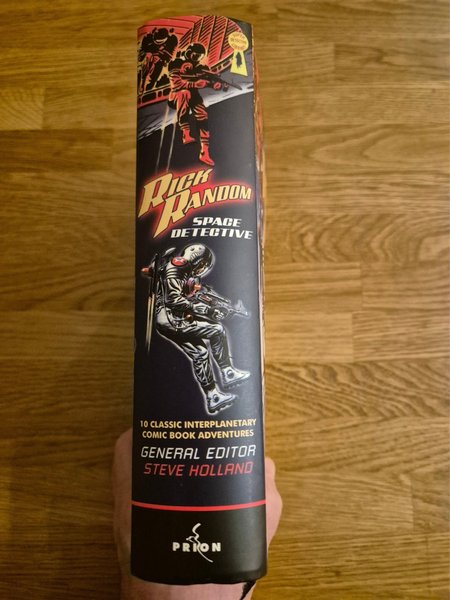 RICK
RANDOM
SPACE
DETECTIVE
10 CLASSIC INTERPLANETARY
COMIC BOOK ADVENTURES
GENERAL EDITOR
STEVE HOLLAND
PRION